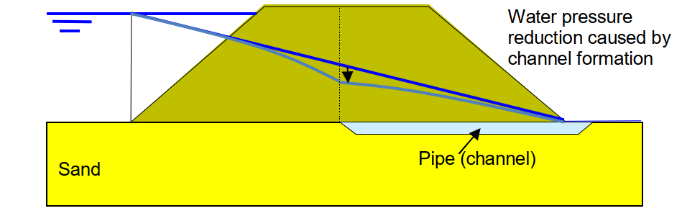 Water pressure
reduction caused by
channel formation
Pipe (channel)
Sand